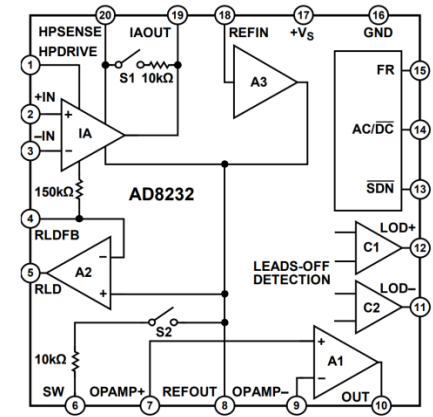 20 19 18 17 16
HPSENSE IAOUT REFIN +VS GND
HPDRIVE
S1 10kΩ
1
A3
FR 15
+IN
2 + IA
−IN
3 −
AC/DC 14
150kΩ
AD8232
SDN 13
4
RLDFB
LOD+
C1 12
5 A2 − +
RLD
LEADS-OFF
DETECTION
LOD−
C2 11
S2
10kΩ
+ A1 −
SW OPAMP+ REFOUT OPAMP− OUT
6 7 8 9 10